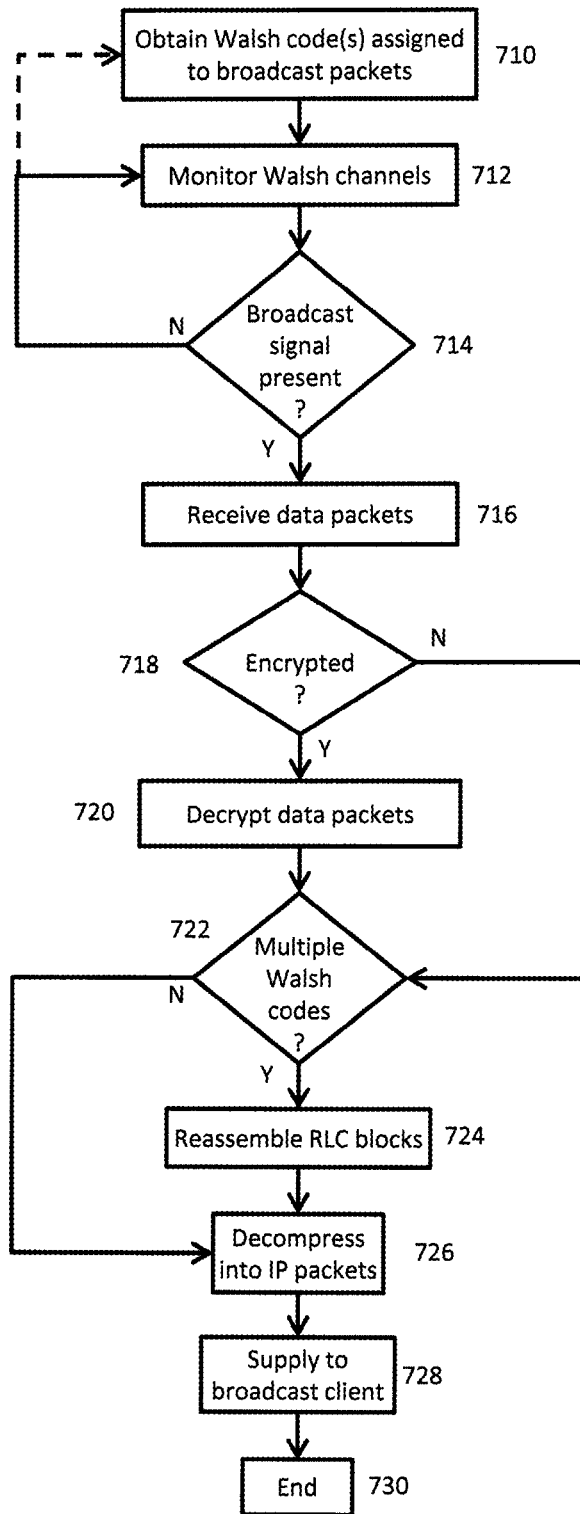 Obtain Walsh code(s) assigned
to broadcast packets
710
Monitor Walsh channels
712
Broadcast
signal
present
?
N
714
Y
Receive data packets
716
N
718
Encrypted
?
Y
720
Decrypt data packets
722
Multiple
Walsh
codes
?
N
Y
Reassemble RLC blocks
724
Decompress
into IP packets
726
Supply to
broadcast client
728
End
730